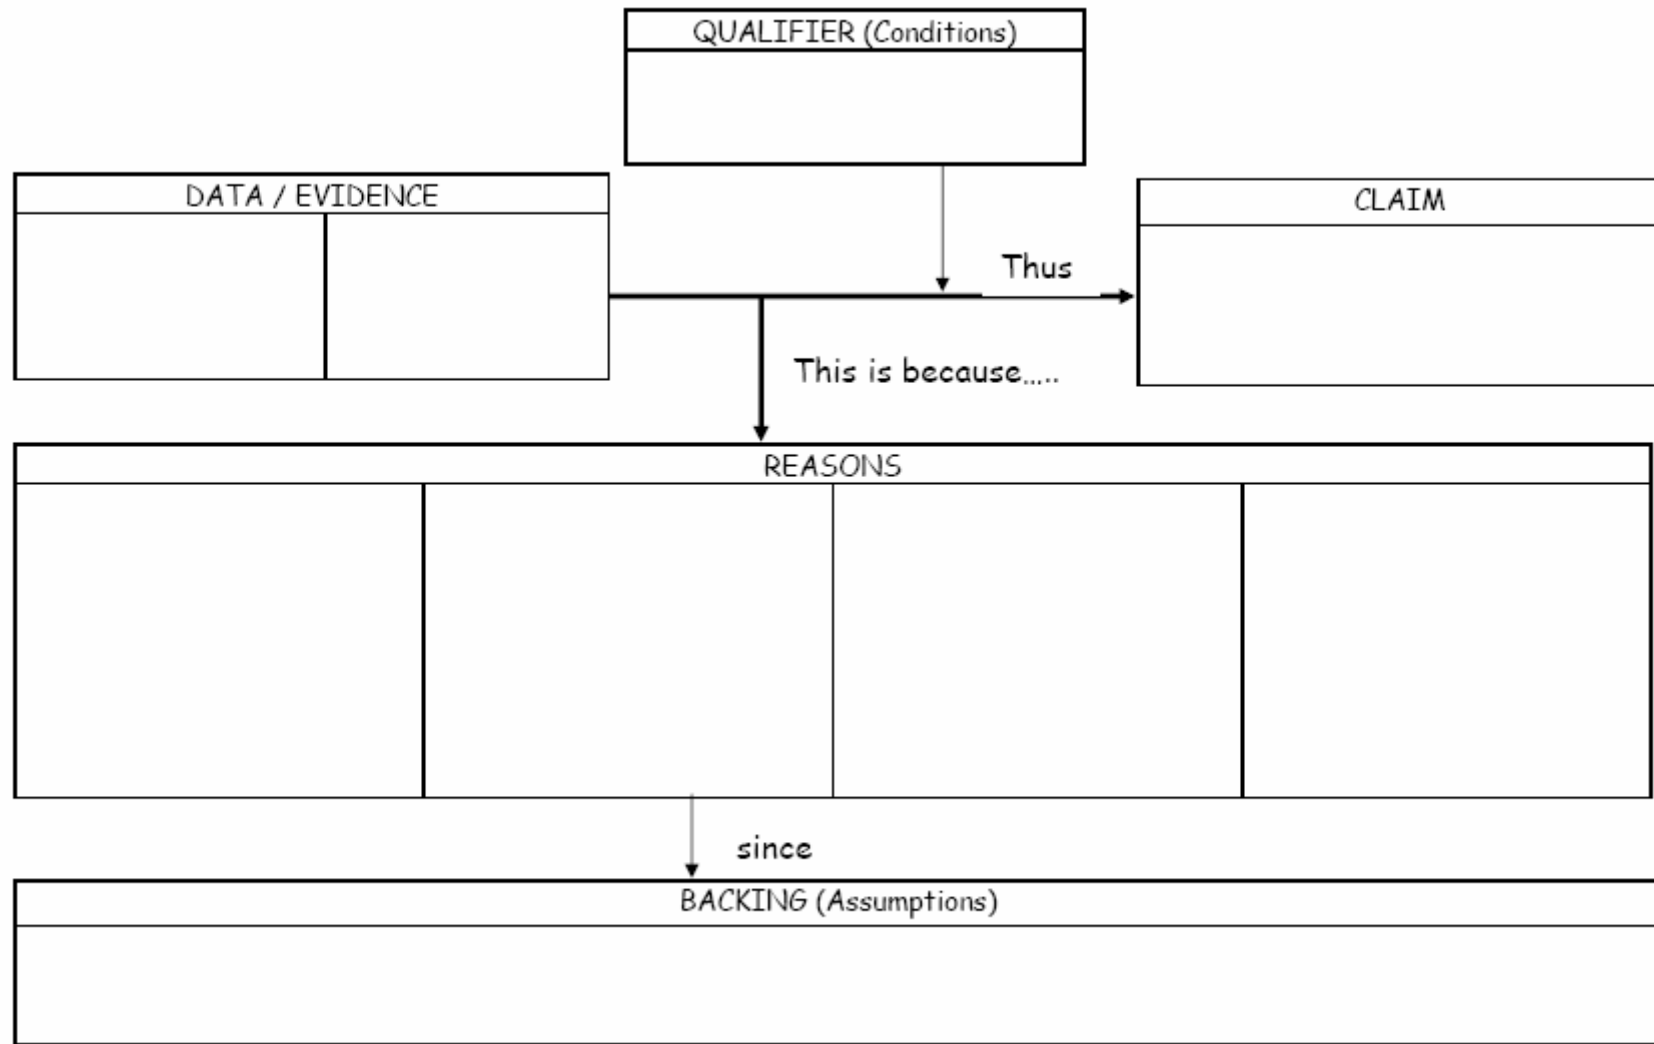 QUALIFIER (Conditions)
DATA / EVIDENCE
CLAIM
Thus
This is because.....
REASONS
since
BACKING (Assumptions)